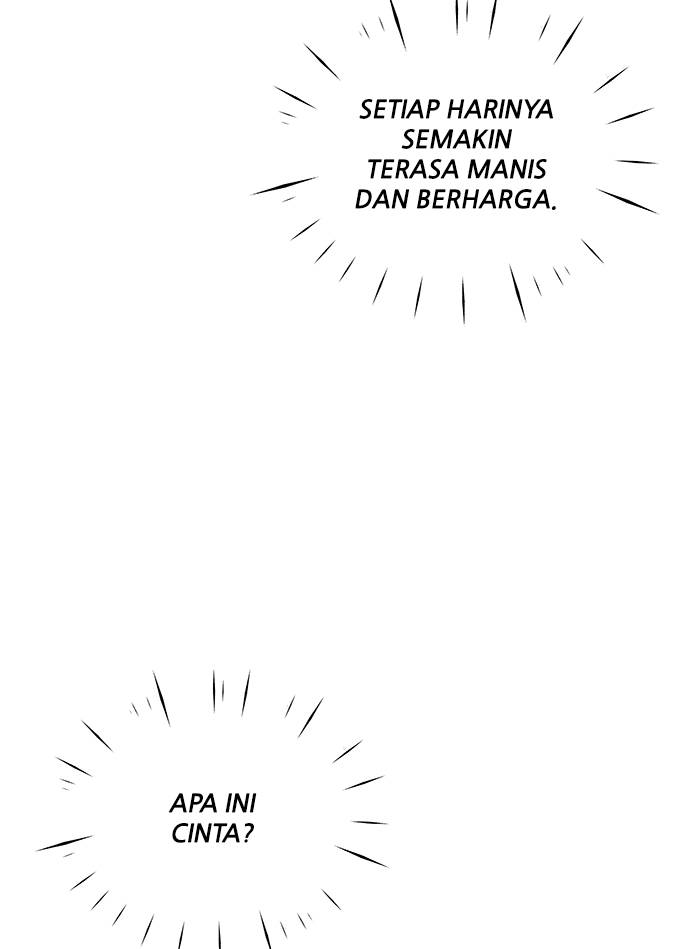 SETIAP HARINYA
SEMAKIN
TERASA MANIS
DAN BERHARGA.
APA INI
CINTA?